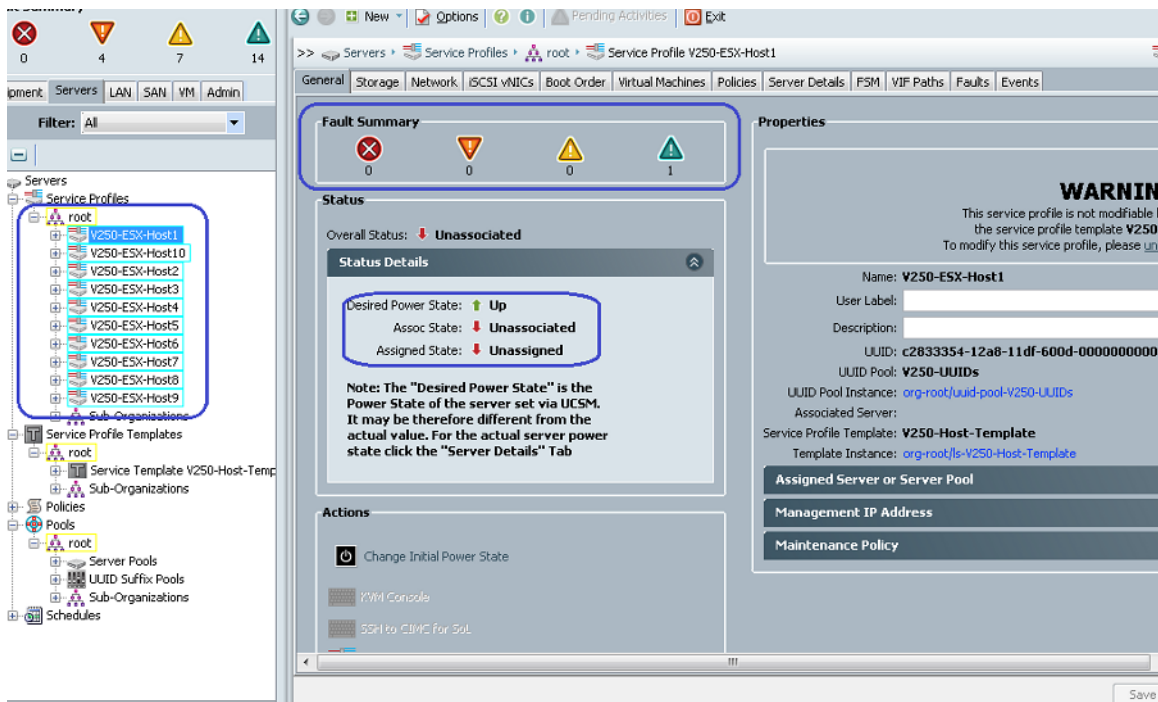 Fault Summary
0 4 7 14
New Options Pending Activities Exit
>> Servers Service Profiles root Service Profile V250-ESX-Host1
Servers LAN SAN VM Admin
General Storage Network iSCSI vNICs Boot Order Virtual Machines Policies Server Details FSM VIF Paths Faults Events
Filter: All
Servers
Service Profiles
root
V250-ESX-Host1
V250-ESX-Host10
V250-ESX-Host2
V250-ESX-Host3
V250-ESX-Host4
V250-ESX-Host5
V250-ESX-Host6
V250-ESX-Host7
V250-ESX-Host8
V250-ESX-Host9
Sub-Organizations
Service Profile Templates
root
Service Template V250-Host-Temp
Sub-Organizations
Policies
Pools
root
Server Pools
UUID Suffix Pools
Sub-Organizations
Schedules
Fault Summary
0 0 0 1
Status
Overall Status: Unassociated
Status Details
Desired Power State: Up
Assoc State: Unassociated
Assigned State: Unassigned
Note: The "Desired Power State" is the
Power State of the server set via UCSM.
It may be therefore different from the
actual value. For the actual server power
state click the "Server Details" Tab
Actions
Change Initial Power State
KVM Console
SSH to CIMC for SoL
Properties
WARNIN
This service profile is not modifiable
the service profile template V250
To modify this service profile, please un
Name: V250-ESX-Host1
User Label:
Description:
UUID: c2833354-12a8-11df-600d-0000000000
UUID Pool: V250-UUIDs
UUID Pool Instance: org-root/uuid-pool-V250-UUIDs
Associated Server:
Service Profile Template: V250-Host-Template
Template Instance: org-root/ls-V250-Host-Template
Assigned Server or Server Pool
Management IP Address
Maintenance Policy
Save